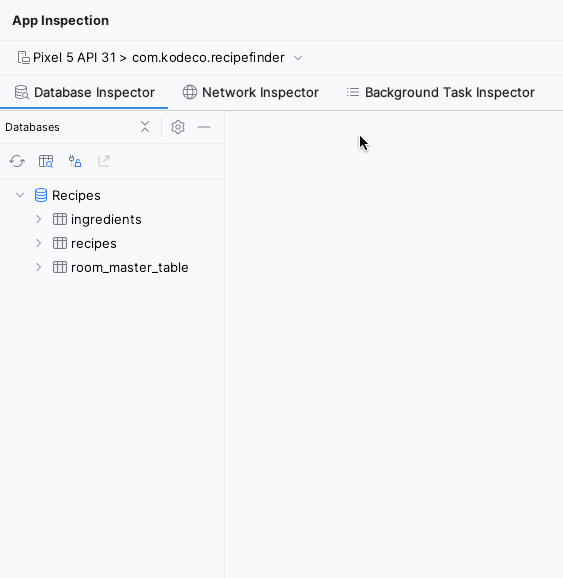 App Inspection
Pixel 5 API 31 > com.kodeco.recipefinder
Database Inspector Network Inspector Background Task Inspector
Databases
Recipes
ingredients
recipes
room_master_table